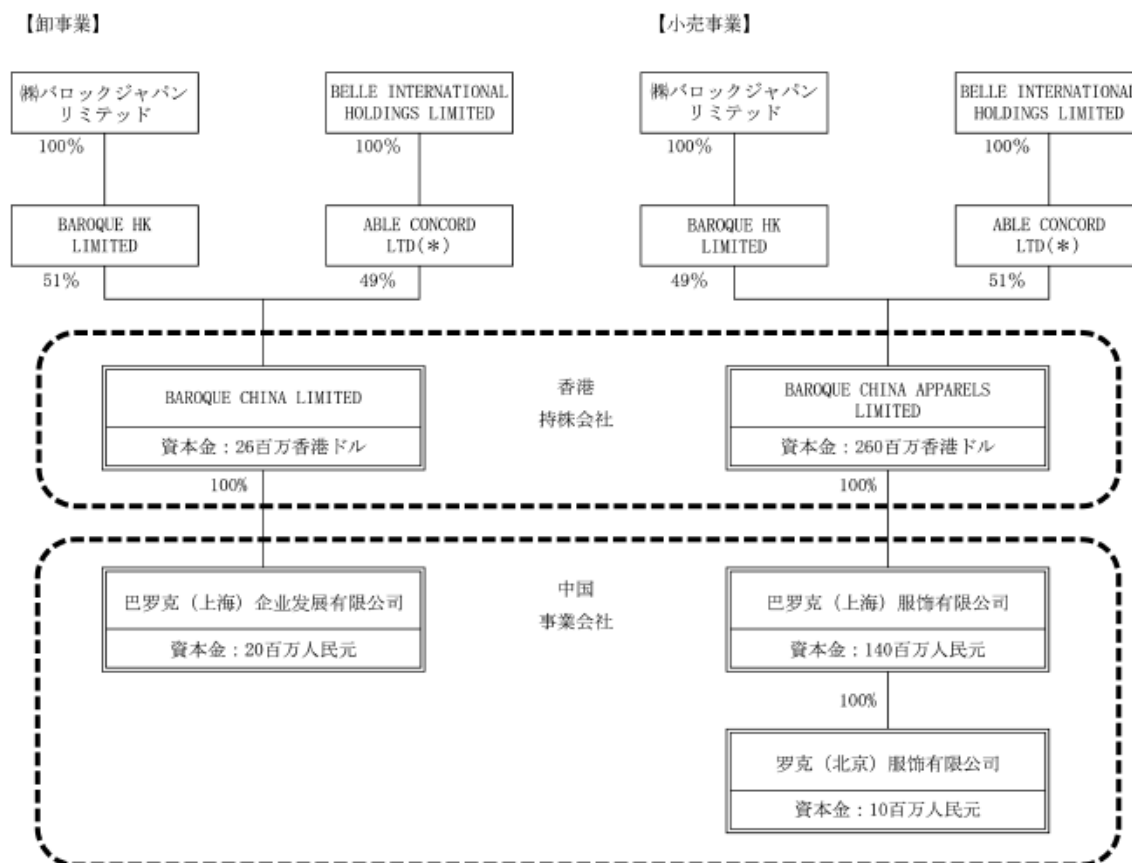 【卸事業】
【小売事業】
㈱バロックジャパン
リミテッド
BELLE INTERNATIONAL
HOLDINGS LIMITED
㈱バロックジャパン
リミテッド
BELLE INTERNATIONAL
HOLDINGS LIMITED
100%
100%
100%
100%
BAROQUE HK
LIMITED
ABLE CONCORD
LTD(＊)
BAROQUE HK
LIMITED
ABLE CONCORD
LTD(＊)
51%
49%
49%
51%
BAROQUE CHINA LIMITED
資本金：26百万香港ドル
香港
持株会社
BAROQUE CHINA APPARELS
LIMITED
資本金：260百万香港ドル
100%
100%
巴罗克（上海）企业发展有限公司
資本金：20百万人民元
中国
事業会社
巴罗克（上海）服饰有限公司
資本金：140百万人民元
100%
罗克（北京）服饰有限公司
資本金：10百万人民元